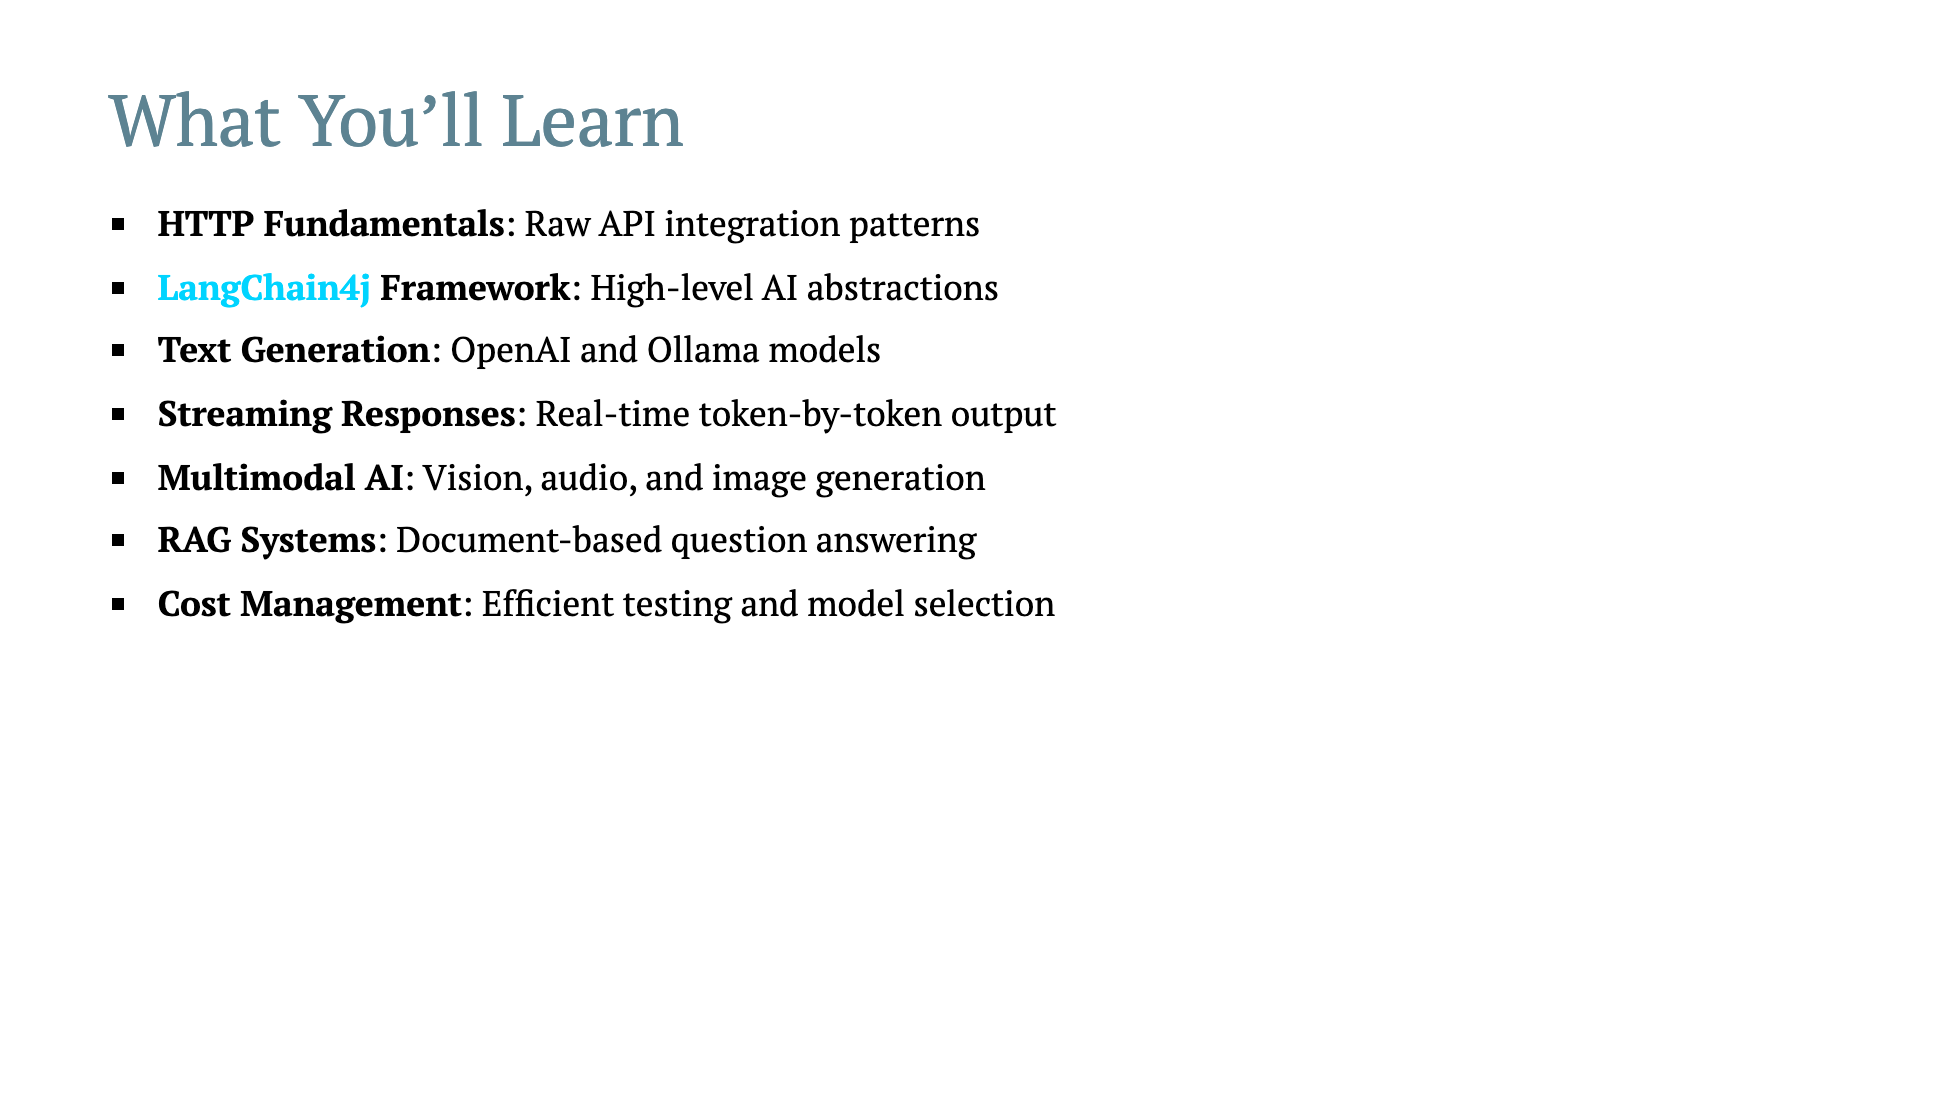 What You’ll Learn
▪ HTTP Fundamentals: Raw API integration patterns
▪ LangChain4j Framework: High-level AI abstractions
▪ Text Generation: OpenAI and Ollama models
▪ Streaming Responses: Real-time token-by-token output
▪ Multimodal AI: Vision, audio, and image generation
▪ RAG Systems: Document-based question answering
▪ Cost Management: Efficient testing and model selection